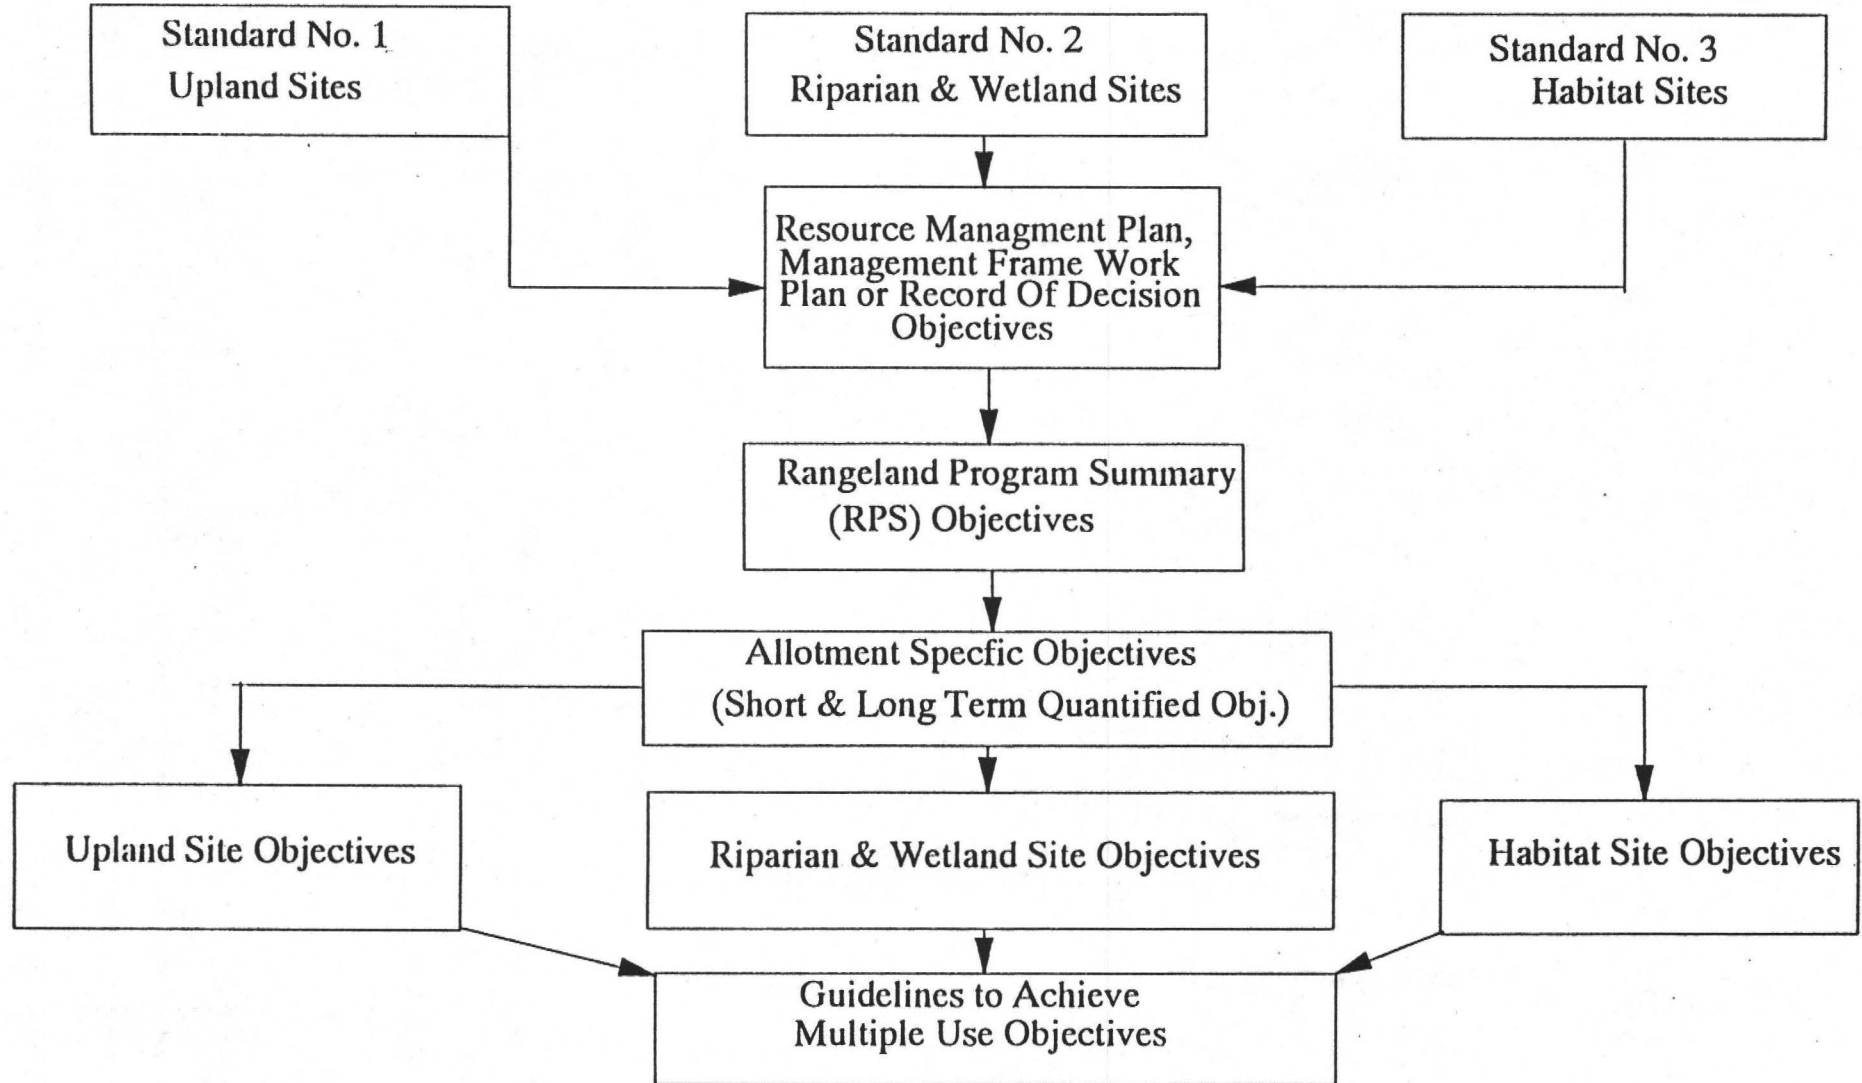 Standard No. 1
Upland Sites
Standard No. 2
Riparian & Wetland Sites
Standard No. 3
Habitat Sites
Resource Managment Plan,
Management Frame Work
Plan or Record Of Decision
Objectives
Rangeland Program Summary
(RPS) Objectives
Allotment Specfic Objectives
(Short & Long Term Quantified Obj.)
Upland Site Objectives
Riparian & Wetland Site Objectives
Habitat Site Objectives
Guidelines to Achieve
Multiple Use Objectives